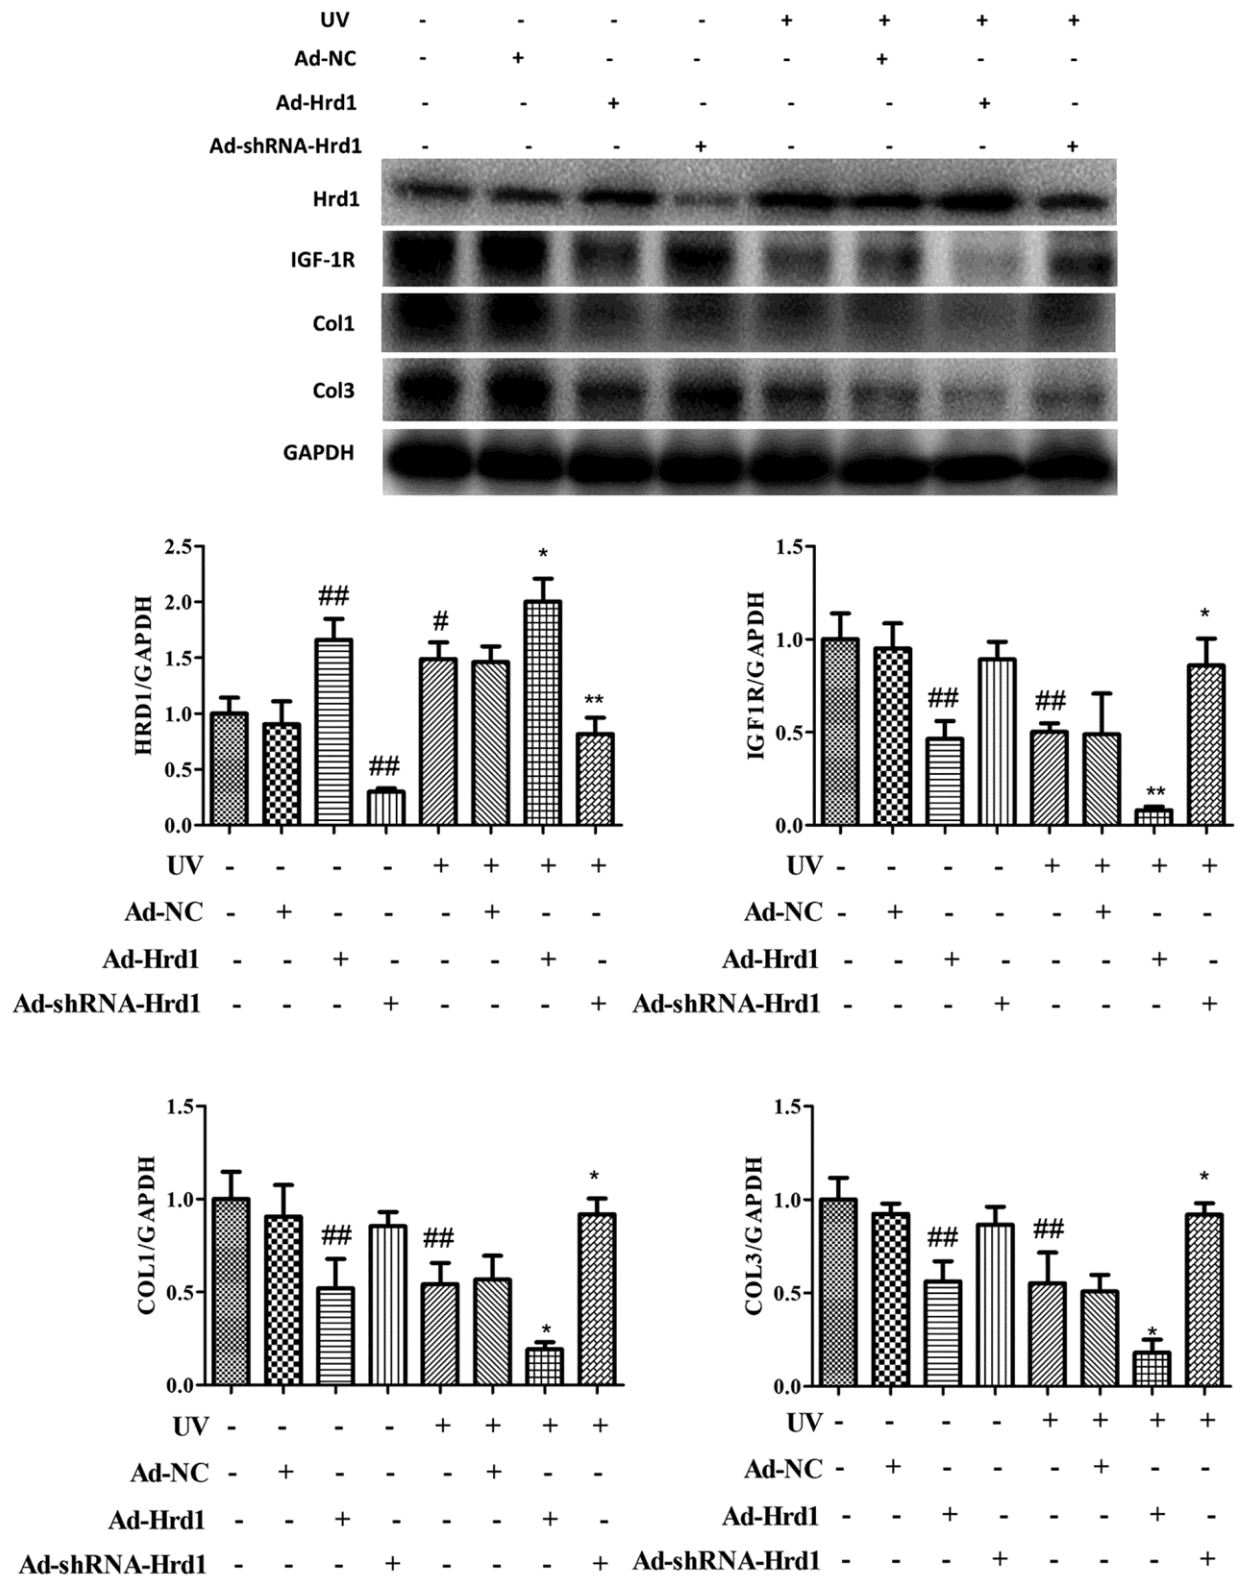 UV - - - - + + + +
Ad-NC - + - - - + - -
Ad-Hrd1 - - + - - - + -
Ad-shRNA-Hrd1 - - - + - - - +
Hrd1
IGF-1R
Col1
Col3
GAPDH
HRD1/GAPDH
2.5
2.0
1.5
1.0
0.5
0.0
##
##
#
*
**
UV - - - - + + + +
Ad-NC - + - - - + - -
Ad-Hrd1 - - + - - - + -
Ad-shRNA-Hrd1 - - - + - - - +
IGF1R/GAPDH
1.5
1.0
0.5
0.0
##
##
**
*
UV - - - - + + + +
Ad-NC - + - - - + - -
Ad-Hrd1 - - + - - - + -
Ad-shRNA-Hrd1 - - - + - - - +
COL1/GAPDH
1.5
1.0
0.5
0.0
##
##
*
*
UV - - - - + + + +
Ad-NC - + - - - + - -
Ad-Hrd1 - - + - - - + -
Ad-shRNA-Hrd1 - - - + - - - +
COL3/GAPDH
1.5
1.0
0.5
0.0
##
##
*
*
UV - - - - + + + +
Ad-NC - + - - - + - -
Ad-Hrd1 - - + - - - + -
Ad-shRNA-Hrd1 - - - + - - - +